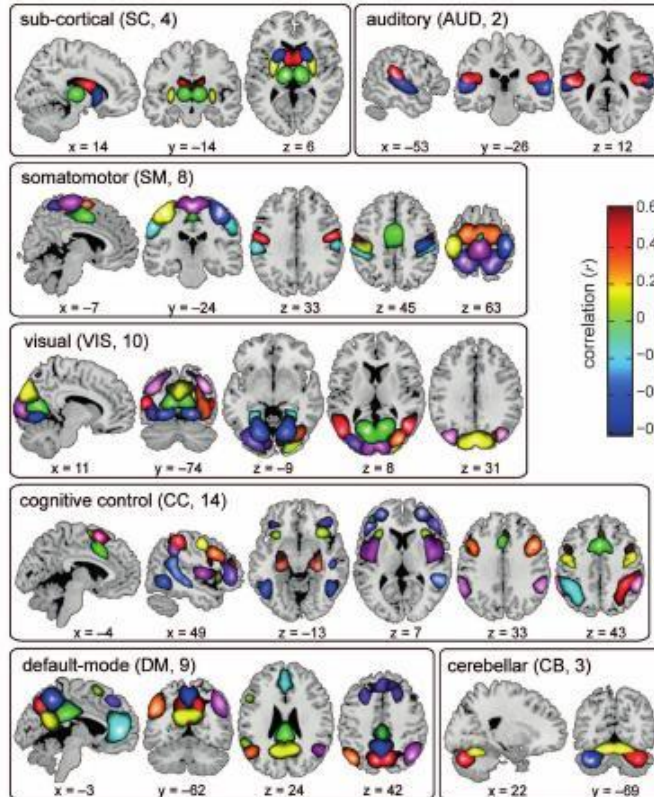 sub-cortical (SC, 4)
x = 14 y = −14 z = 6
auditory (AUD, 2)
x = −53 y = −26 z = 12
somatomotor (SM, 8)
x = −7 y = −24 z = 33 z = 45 z = 63
visual (VIS, 10)
x = 11 y = −74 z = −9 z = 8 z = 31
cognitive control (CC, 14)
x = −4 x = 49 z = −13 z = 7 z = 33 z = 43
default-mode (DM, 9)
x = −3 y = −62 z = 24 z = 42
cerebellar (CB, 3)
x = 22 y = −69
correlation (r)
0.6
0.4
0.2
0